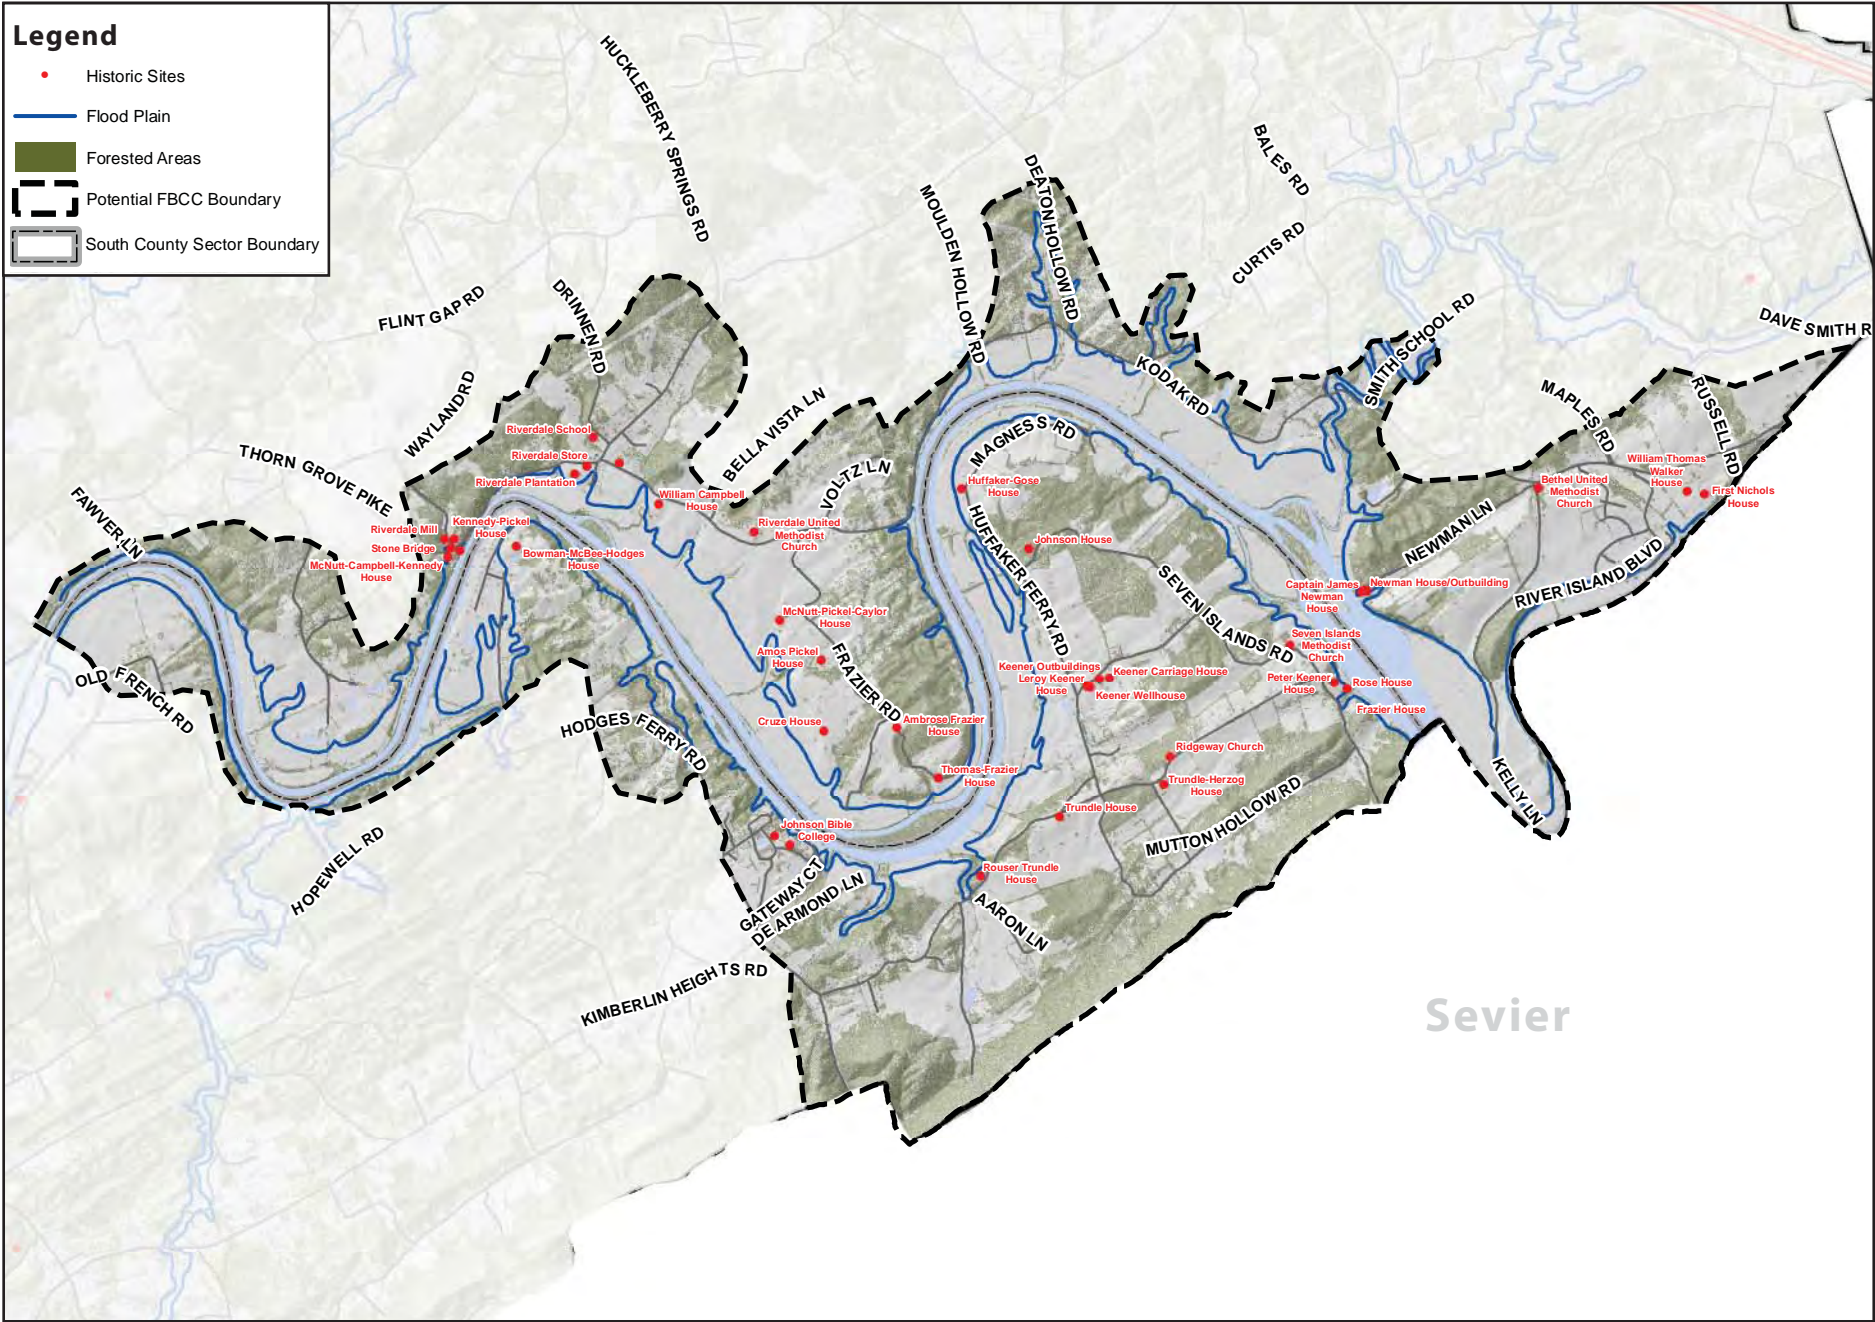 Legend
Historic Sites
Flood Plain
Forested Areas
Potential FBCC Boundary
South County Sector Boundary
HUCKLEBERRY SPRINGS RD
BALES RD
DEATON HOLLOW RD
MOULDEN HOLLOW RD
CURTIS RD
FLINT GAP RD
DRINNEN RD
SMITH SCHOOL RD
DAVE SMITH R
KODAK RD
WAYLAND RD
MAPLES RD
RUSSELL RD
BELLA VISTA LN
THORN GROVE PIKE
VOLTZ LN
MAGNESS RD
FAWVER LN
Riverdale School
Riverdale Store
Riverdale Plantation
William Campbell
House
Riverdale United
Methodist
Church
Riverdale Mill
Stone Bridge
McNutt-Campbell-Kennedy
House
Kennedy-Pickel
House
Bowman-McBee-Hodges
House
Huffaker-Gose
House
Johnson House
HUFFAKER FERRY RD
SEVEN ISLANDS RD
NEWMAN LN
RIVER ISLAND BLVD
Bethel United
Methodist
Church
William Thomas
Walker
House
First Nichols
House
Captain James
Newman
House
Newman House/Outbuilding
Seven Islands
Methodist
Church
Peter Keener
House
Rose House
Frazier House
Keener Outbuildings
Leroy Keener
House
Keener Carriage House
Keener Wellhouse
McNutt-Pickel-Caylor
House
Amos Pickel
House
FRAZIER RD
Cruze House
Ambrose Frazier
House
Thomas-Frazier
House
OLD FRENCH RD
HODGES FERRY RD
Ridgeway Church
Trundle-Herzog
House
Trundle House
MUTTON HOLLOW RD
KELLY LN
Johnson Bible
College
HOPEWELL RD
GATEWAY CT
DE ARMOND LN
Rouser Trundle
House
AARON LN
KIMBERLIN HEIGHTS RD
Sevier